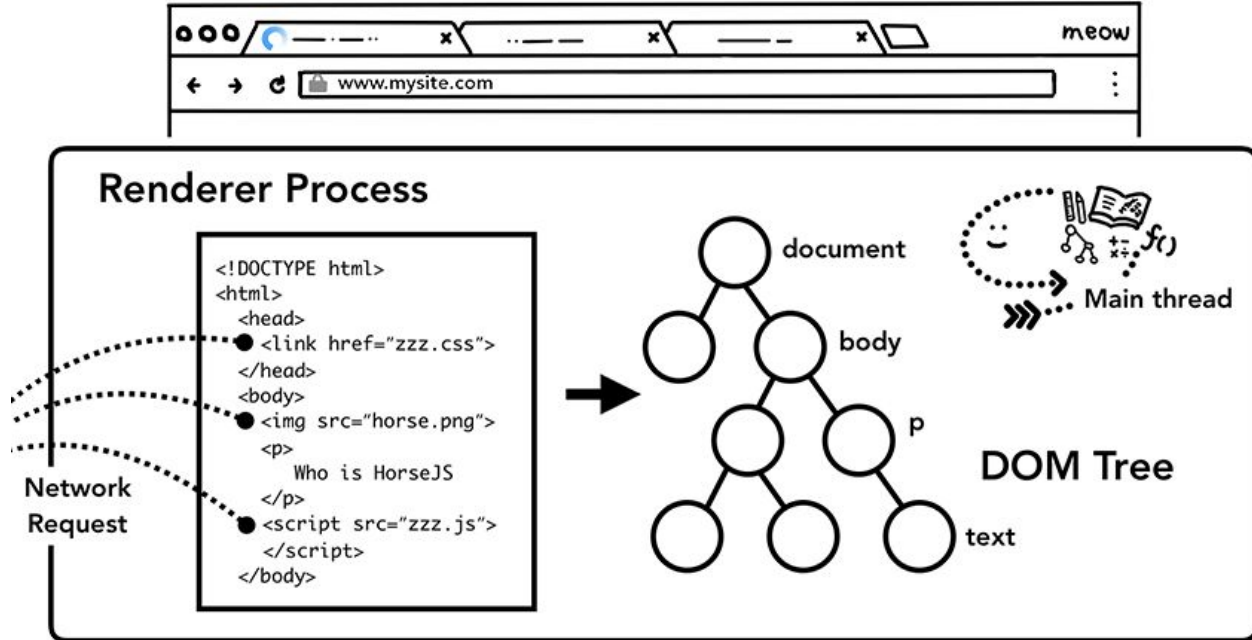 meow
www.mysite.com
Renderer Process
<!DOCTYPE html>
<html>
<head>
<link href="zzz.css">
</head>
<body>
<img src="horse.png">
<p>
Who is HorseJS
</p>
<script src="zzz.js">
</script>
</body>
Network
Request
document
body
p
text
DOM Tree
f()
Main thread